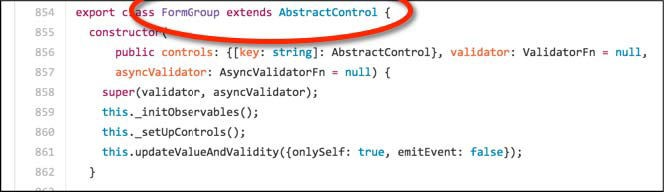 854 export class FormGroup extends AbstractControl {
855 constructor(
856 public controls: {[key: string]: AbstractControl}, validator: ValidatorFn = null,
857 asyncValidator: AsyncValidatorFn = null) {
858 super(validator, asyncValidator);
859 this._initObservables();
860 this._setUpControls();
861 this.updateValueAndValidity({onlySelf: true, emitEvent: false});
862 }
863